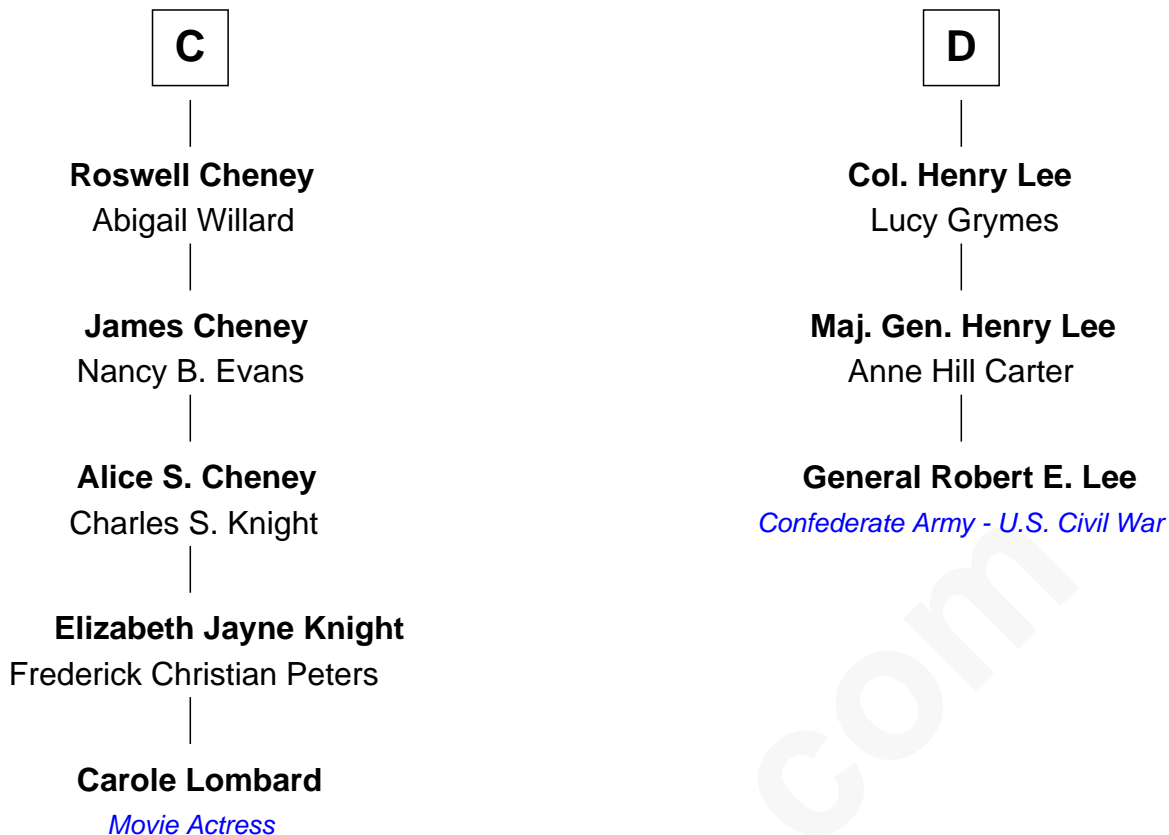 C
Roswell Cheney
Abigail Willard
James Cheney
Nancy B. Evans
Alice S. Cheney
Charles S. Knight
Elizabeth Jayne Knight
Frederick Christian Peters
Carole Lombard
Movie Actress
D
Col. Henry Lee
Lucy Grymes
Maj. Gen. Henry Lee
Anne Hill Carter
General Robert E. Lee
Confederate Army - U.S. Civil War
com